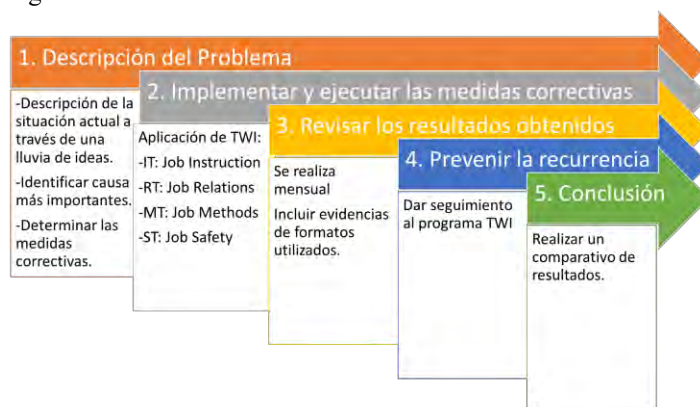 1. Descripción del Problema
-Descripción de la
situación actual a
través de una
lluvia de ideas.
-Identificar causa
más importantes.
-Determinar las
medidas
correctivas.
2. Implementar y ejecutar las medidas correctivas
Aplicación de TWI:
-IT: Job Instruction
-RT: Job Relations
-MT: Job Methods
-ST: Job Safety
3. Revisar los resultados obtenidos
Se realiza
mensual
Incluir evidencias
de formatos
utilizados.
4. Prevenir la recurrencia
Dar seguimiento
al programa TWI
5. Conclusión
Realizar un
comparativo de
resultados.